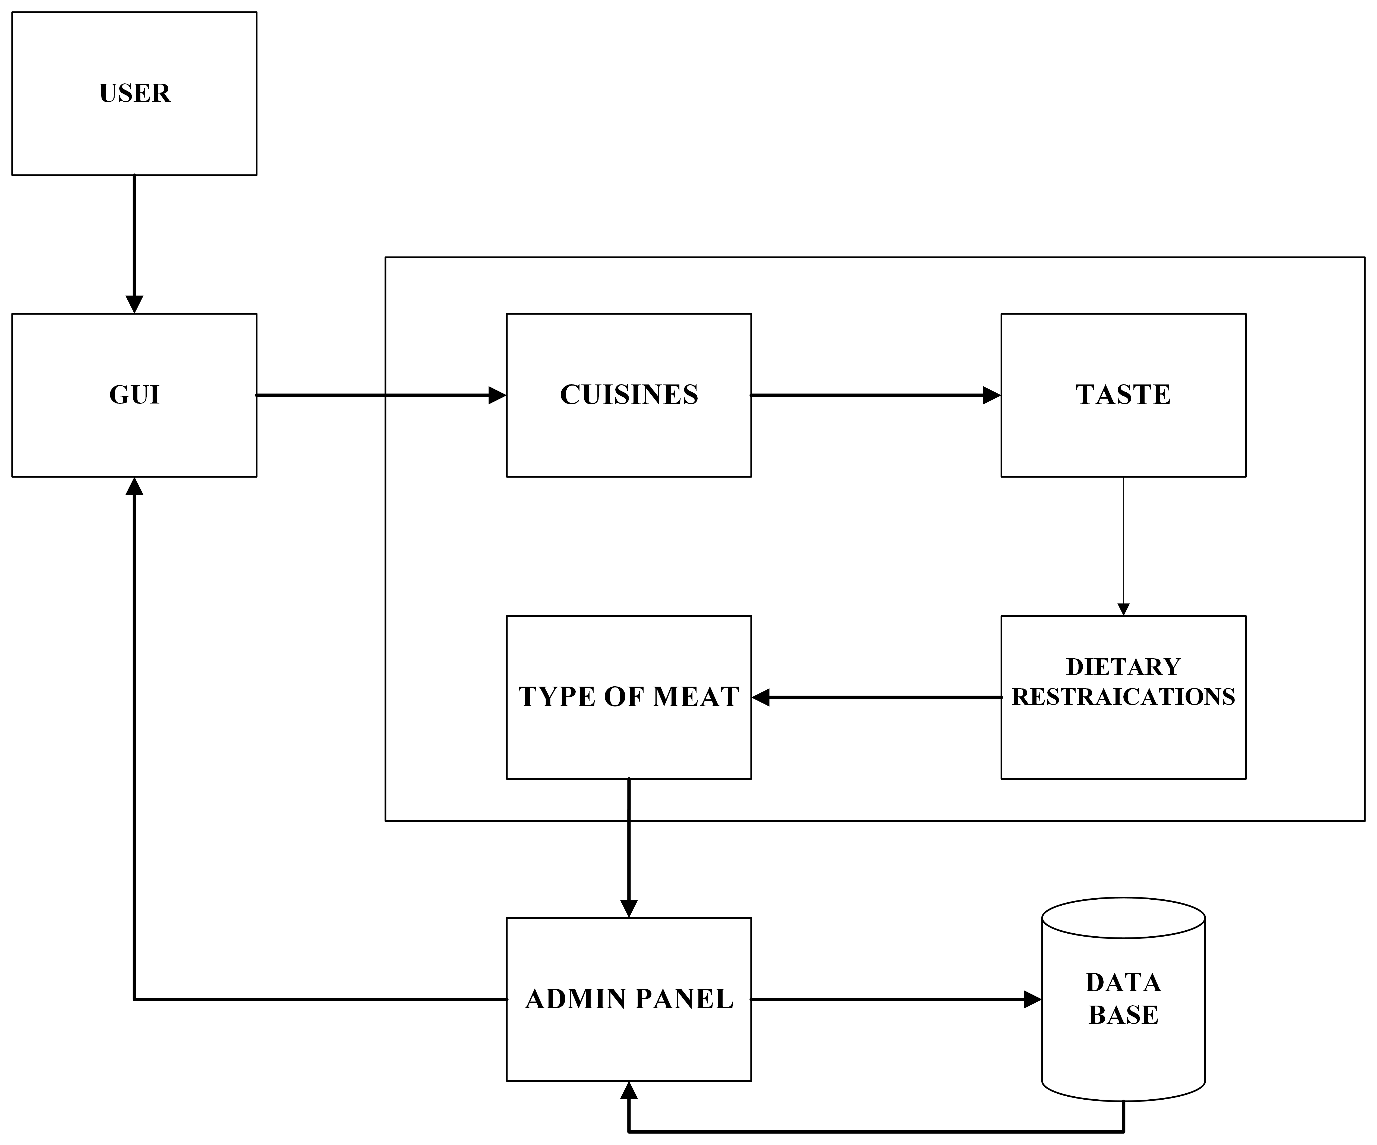 USER
GUI
CUISINES
TASTE
TYPE OF MEAT
DIETARY
RESTRAICATIONS
ADMIN PANEL
DATA
BASE